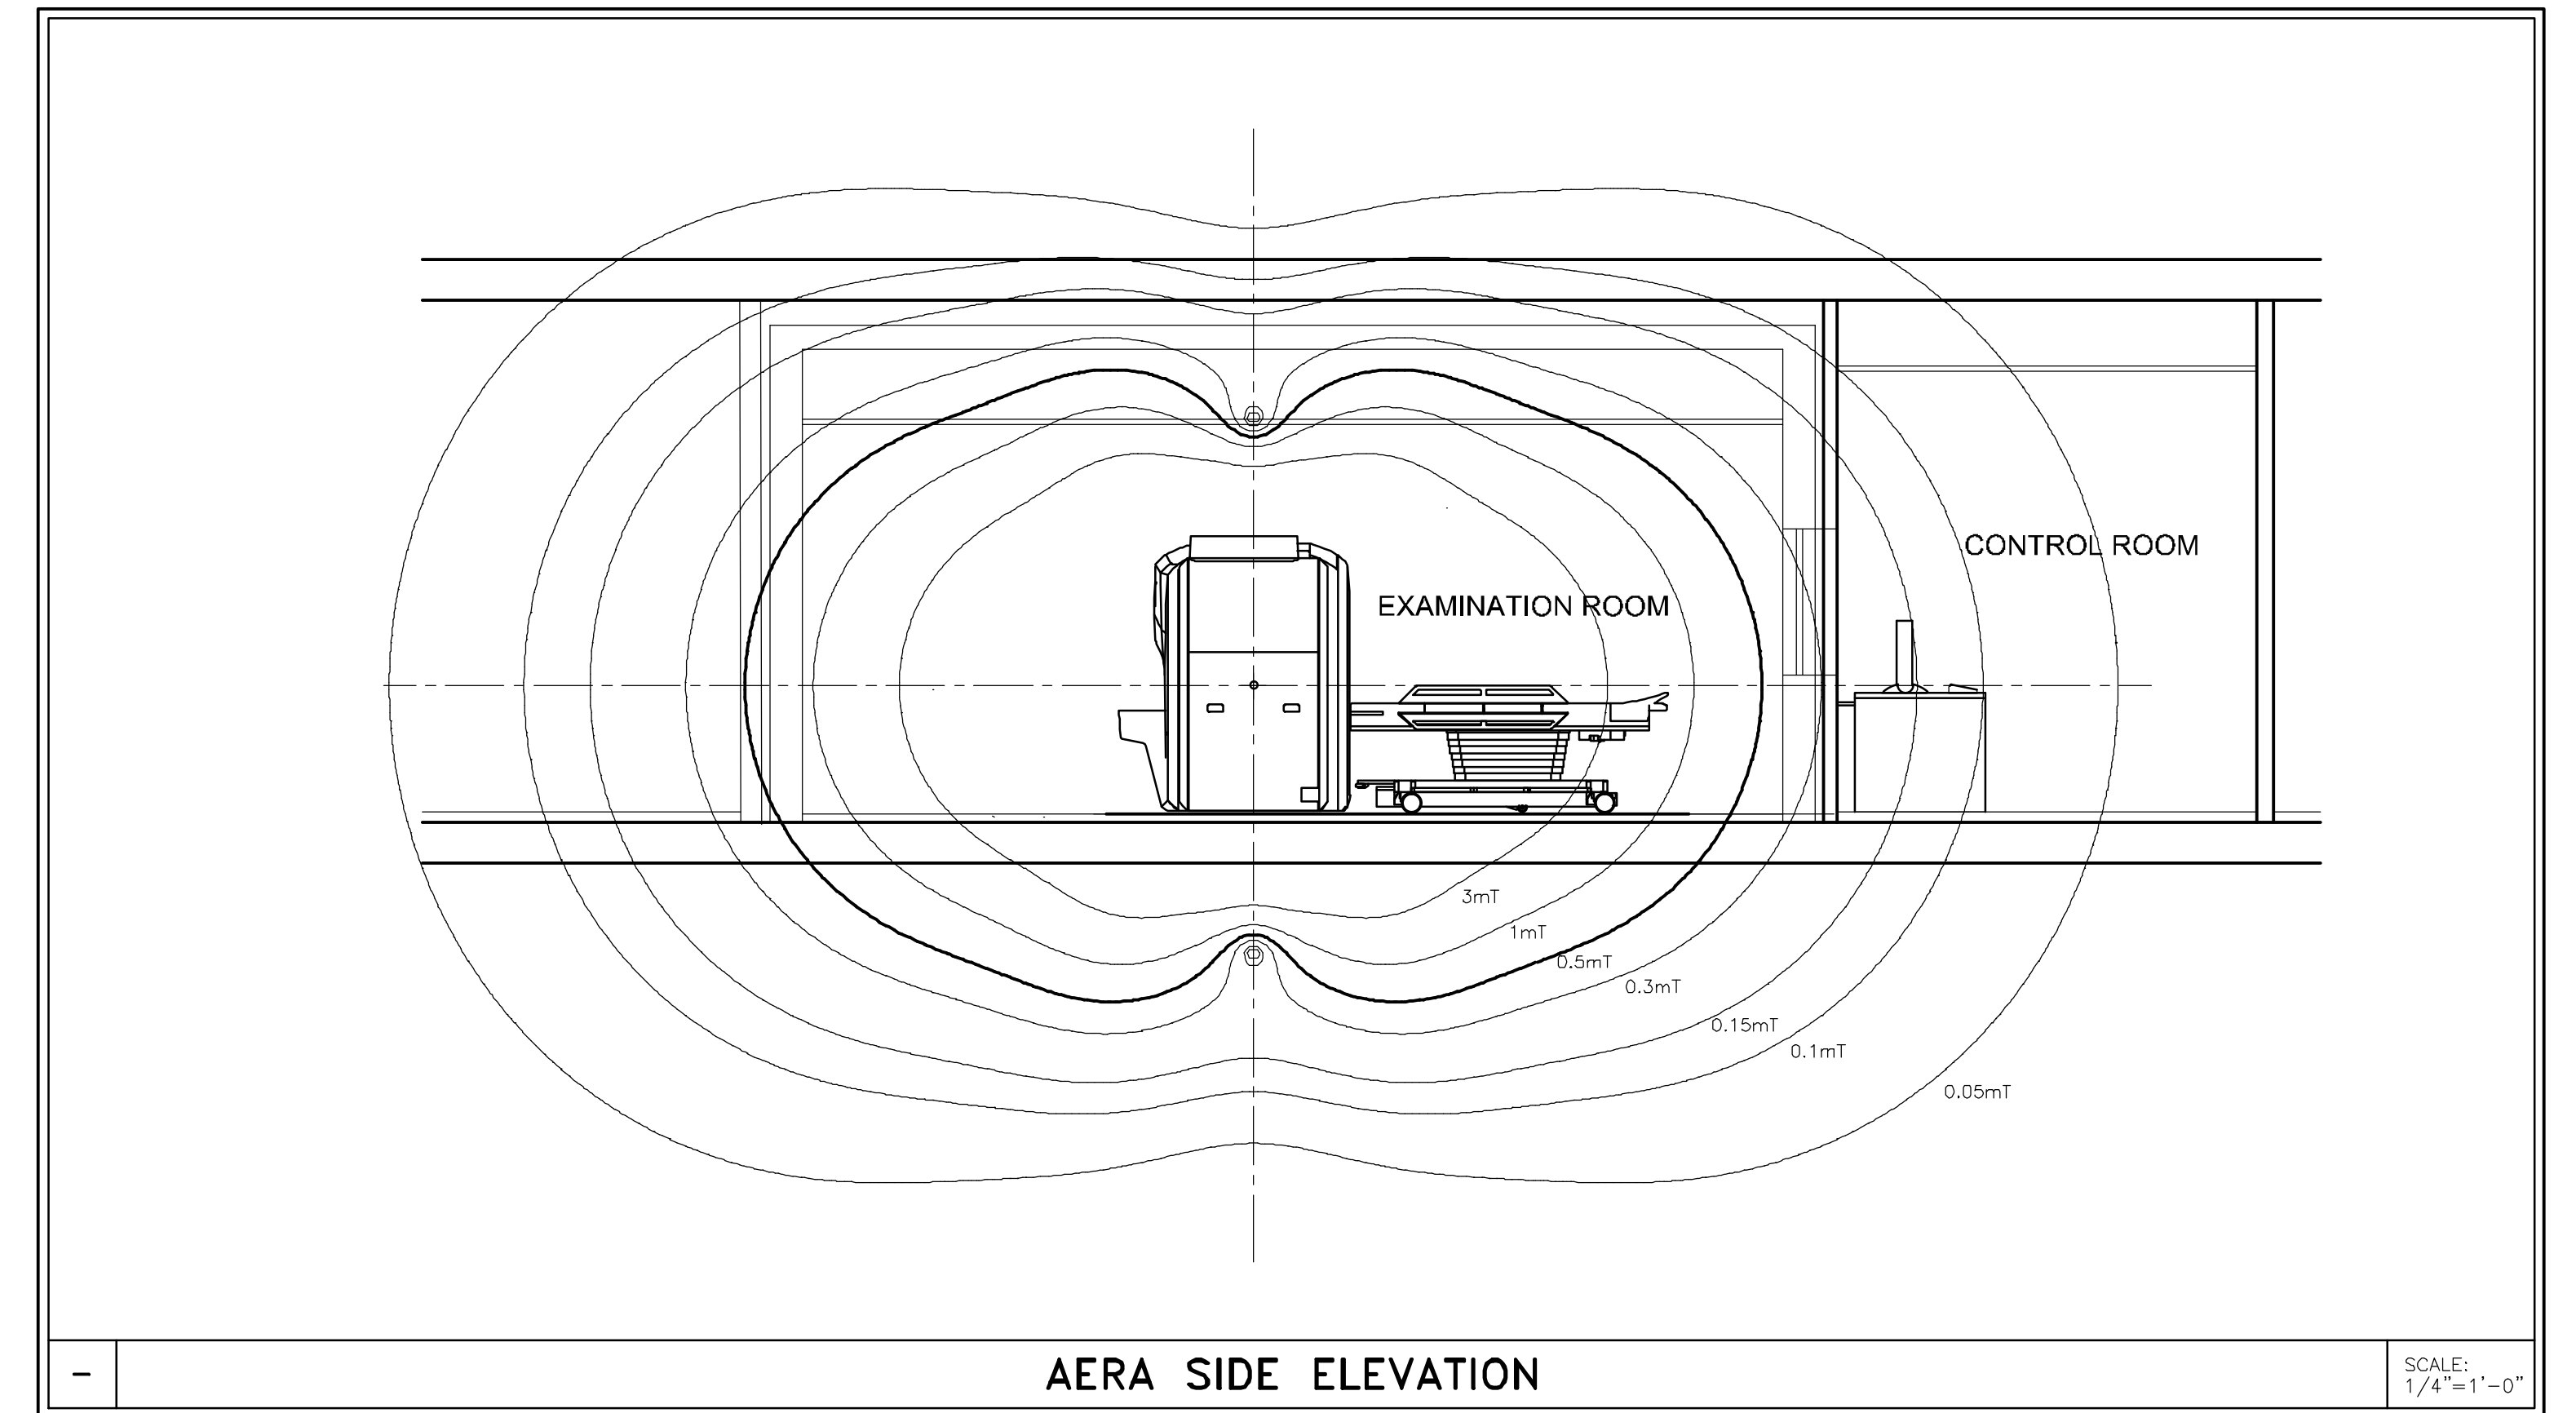 CONTROL ROOM
EXAMINATION ROOM
3mT
1mT
0.5mT
0.3mT
0.15mT
0.1mT
0.05mT
-
AERA SIDE ELEVATION
SCALE:
1/4"=1'-0"